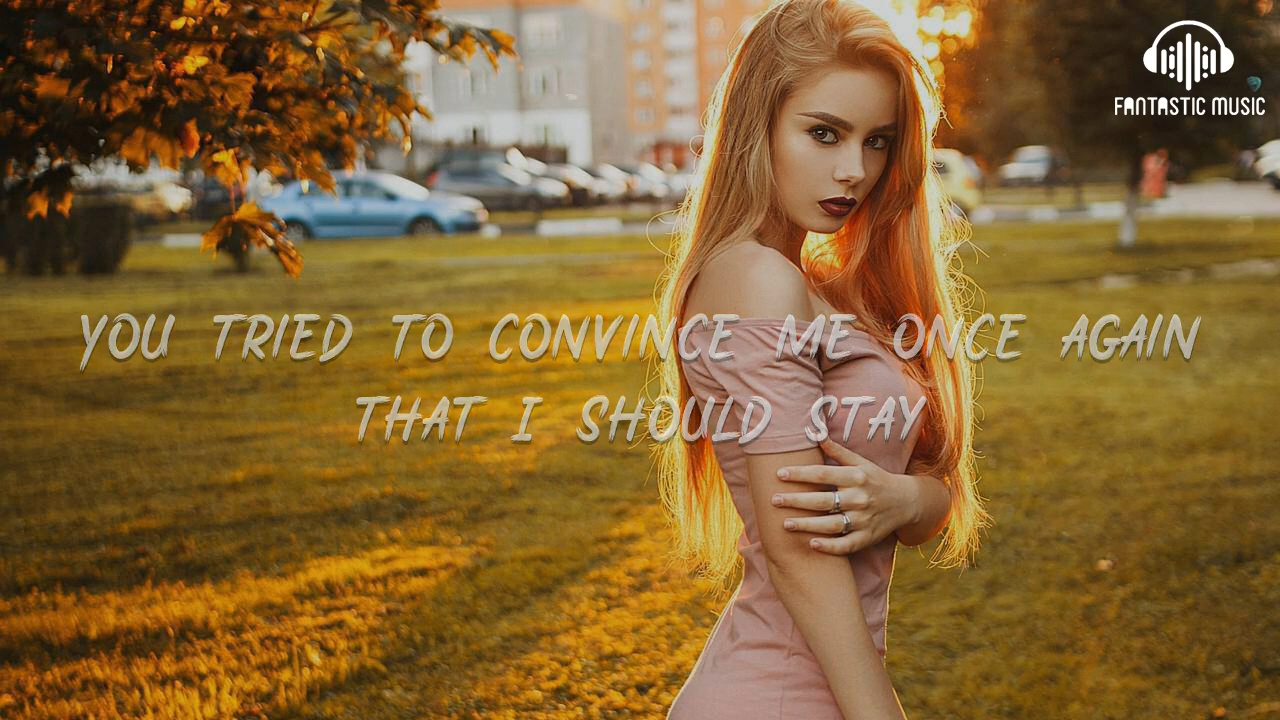 FANTASTIC MUSIC
YOU TRIED TO CONVINCE ME ONCE AGAIN
THAT I SHOULD STAY